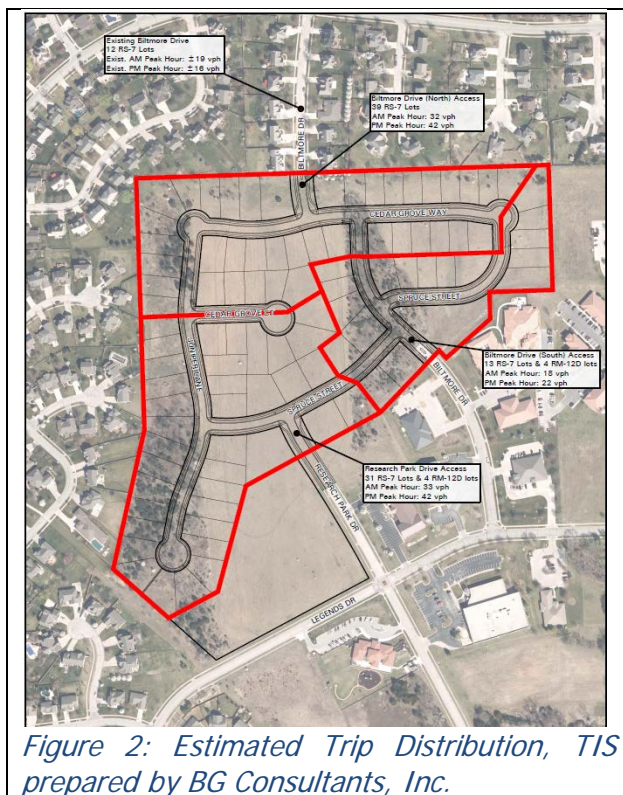 Existing Biltmore Drive
12 RS-7 Lots
Exist. AM Peak Hour: ±19 vph
Exist. PM Peak Hour: ±16 vph
Biltmore Drive (North) Access
39 RS-7 Lots
AM Peak Hour: 32 vph
PM Peak Hour: 42 vph
BILTMORE DR
CEDAR GROVE WAY
CEDAR GROVE CT
SPRUCE STREET
JUNIPER LANE
Biltmore Drive (South) Access
13 RS-7 Lots & 4 RM-12D lots
AM Peak Hour: 18 vph
PM Peak Hour: 22 vph
BILTMORE DR
SPRUCE STREET
Research Park Drive Access
31 RS-7 Lots & 4 RM-12D lots
AM Peak Hour: 33 vph
PM Peak Hour: 42 vph
RESEARCH PARK DR
LEGENDS DR
Figure 2: Estimated Trip Distribution, TIS
prepared by BG Consultants, Inc.